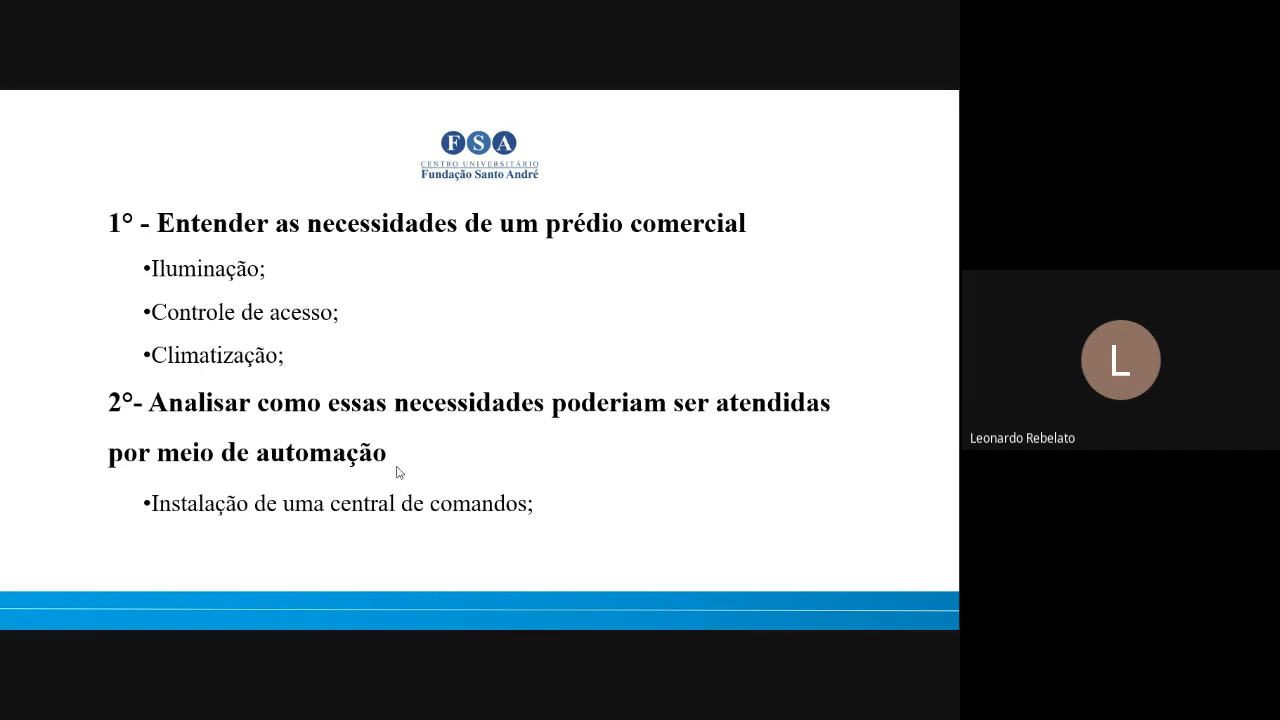 F S A
CENTRO UNIVERSITÁRIO
Fundação Santo André
1° - Entender as necessidades de um prédio comercial
•Iluminação;
•Controle de acesso;
•Climatização;
2°- Analisar como essas necessidades poderiam ser atendidas
por meio de automação
•Instalação de uma central de comandos;
L
Leonardo Rebelato